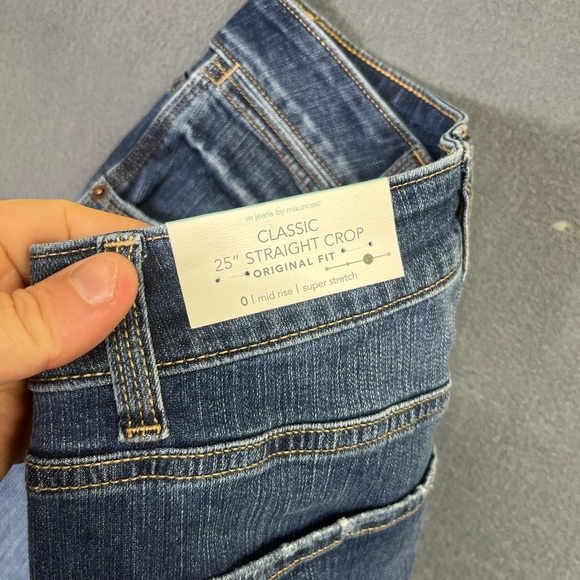 m jeans by maurices
CLASSIC
25" STRAIGHT CROP
ORIGINAL FIT
0 | mid rise | super stretch